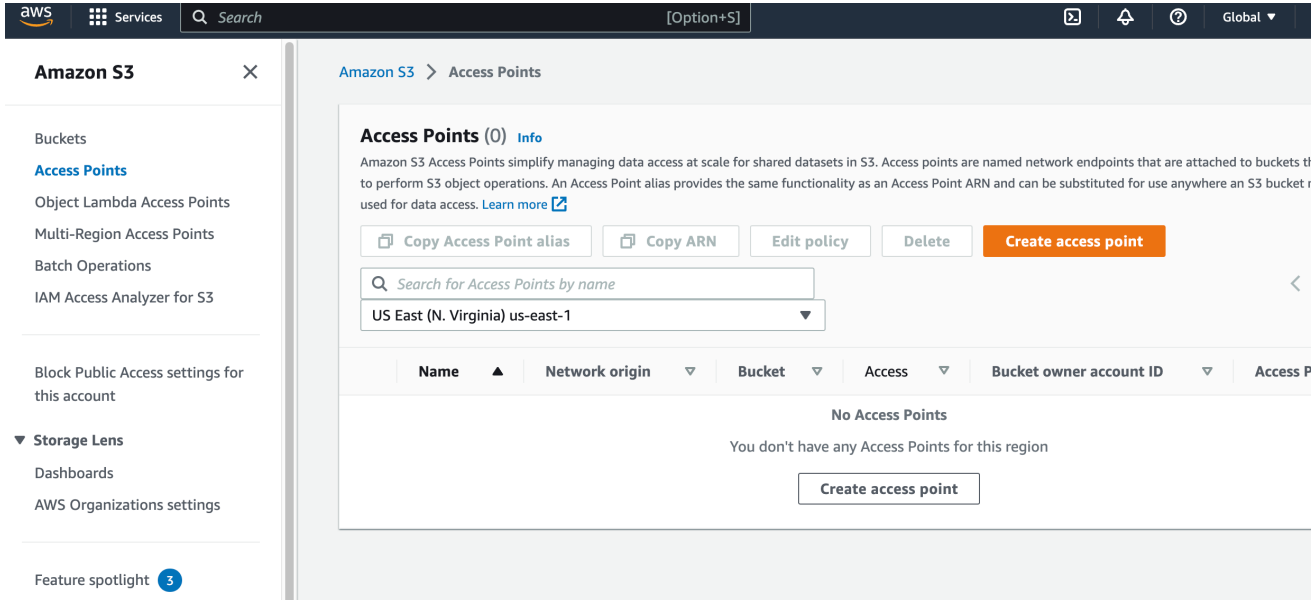 aws
Services
Search
[Option+S]
Global
Amazon S3
Buckets
Access Points
Object Lambda Access Points
Multi-Region Access Points
Batch Operations
IAM Access Analyzer for S3
Block Public Access settings for
this account
Storage Lens
Dashboards
AWS Organizations settings
Feature spotlight 3
Amazon S3 > Access Points
Access Points (0) Info
Amazon S3 Access Points simplify managing data access at scale for shared datasets in S3. Access points are named network endpoints that are attached to buckets
to perform S3 object operations. An Access Point alias provides the same functionality as an Access Point ARN and can be substituted for use anywhere an S3 bucket
used for data access. Learn more
Copy Access Point alias
Copy ARN
Edit policy
Delete
Create access point
Search for Access Points by name
US East (N. Virginia) us-east-1
Name Network origin Bucket Access Bucket owner account ID Access
No Access Points
You don't have any Access Points for this region
Create access point